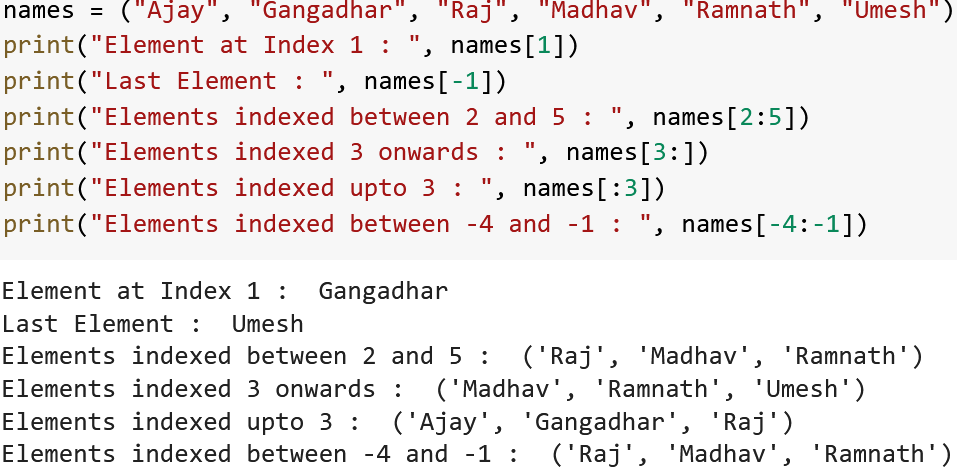 names = ("Ajay", "Gangadhar", "Raj", "Madhav", "Ramnath", "Umesh")
print("Element at Index 1 : ", names[1])
print("Last Element : ", names[-1])
print("Elements indexed between 2 and 5 : ", names[2:5])
print("Elements indexed 3 onwards : ", names[3:])
print("Elements indexed upto 3 : ", names[:3])
print("Elements indexed between -4 and -1 : ", names[-4:-1])
Element at Index 1 :  Gangadhar
Last Element :  Umesh
Elements indexed between 2 and 5 :  ('Raj', 'Madhav', 'Ramnath')
Elements indexed 3 onwards :  ('Madhav', 'Ramnath', 'Umesh')
Elements indexed upto 3 :  ('Ajay', 'Gangadhar', 'Raj')
Elements indexed between -4 and -1 :  ('Raj', 'Madhav', 'Ramnath')